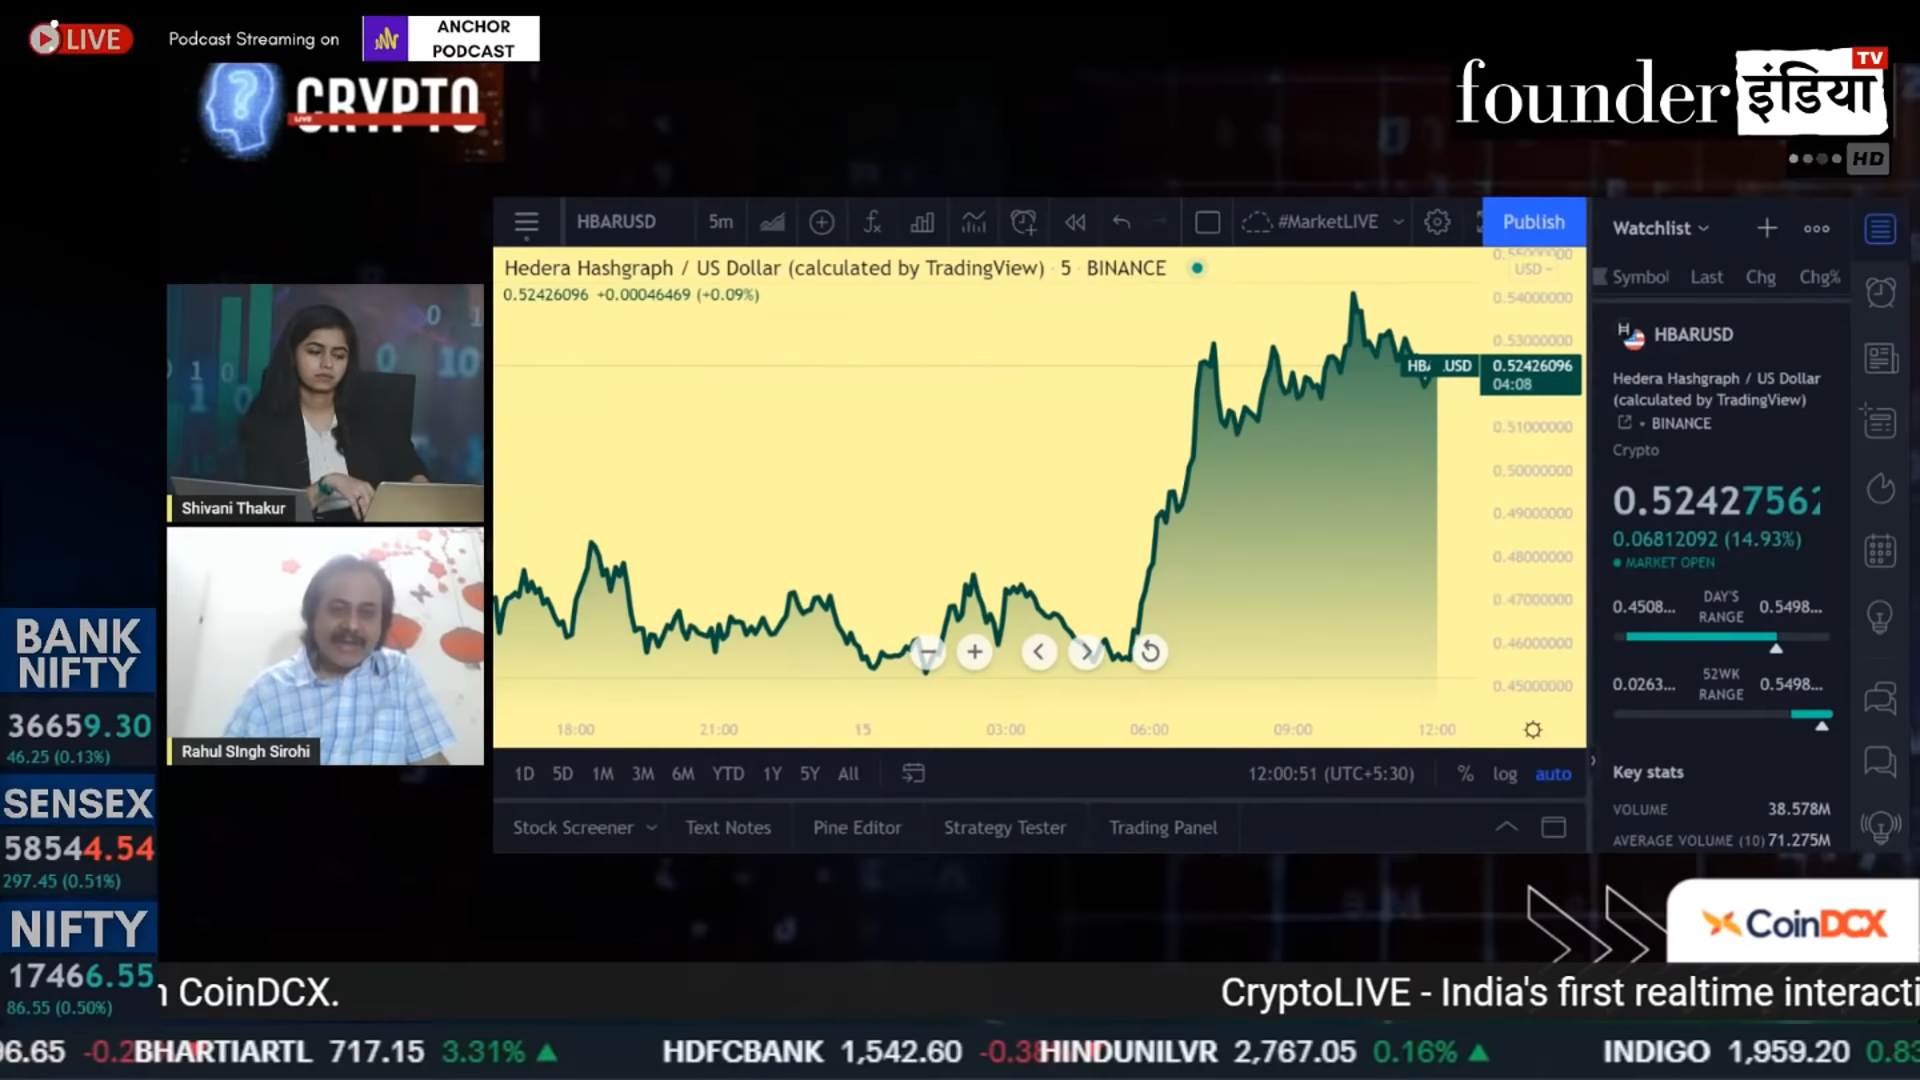 LIVE
Podcast Streaming on
ANCHOR
PODCAST
CRYPTO
LIVE
founder इंडिया TV
HD
HBARUSD 5m #MarketLIVE Publish
Hedera Hashgraph / US Dollar (calculated by TradingView) · 5 · BINANCE
0.52426096 +0.00046469 (+0.09%)
USD
0.54000000
0.53000000
0.52426096
04:08
0.51000000
0.50000000
0.49000000
0.48000000
0.47000000
0.46000000
0.45000000
18:00 21:00 15 03:00 06:00 09:00 12:00
1D 5D 1M 3M 6M YTD 1Y 5Y All 12:00:51 (UTC+5:30) % log auto
Stock Screener Text Notes Pine Editor Strategy Tester Trading Panel
Watchlist
Symbol Last Chg Chg%
HBARUSD
Hedera Hashgraph / US Dollar
(calculated by TradingView)
BINANCE
Crypto
0.5242756
0.06812092 (14.93%)
MARKET OPEN
0.4508... DAY'S RANGE 0.5498...
0.0263... 52WK RANGE 0.5498...
Key stats
VOLUME 38.578M
AVERAGE VOLUME (10) 71.275M
Shivani Thakur
Rahul SIngh Sirohi
BANK
NIFTY
36659.30
46.25 (0.13%)
SENSEX
58544.54
297.45 (0.51%)
NIFTY
17466.55
86.55 (0.50%)
CoinDCX
CoinDCX. CryptoLIVE - India's first realtime
BHARTIARTL 717.15 3.31% ▲ HDFCBANK 1,542.60 HINDUNILVR 2,767.05 0.16% ▲ INDIGO 1,959.20